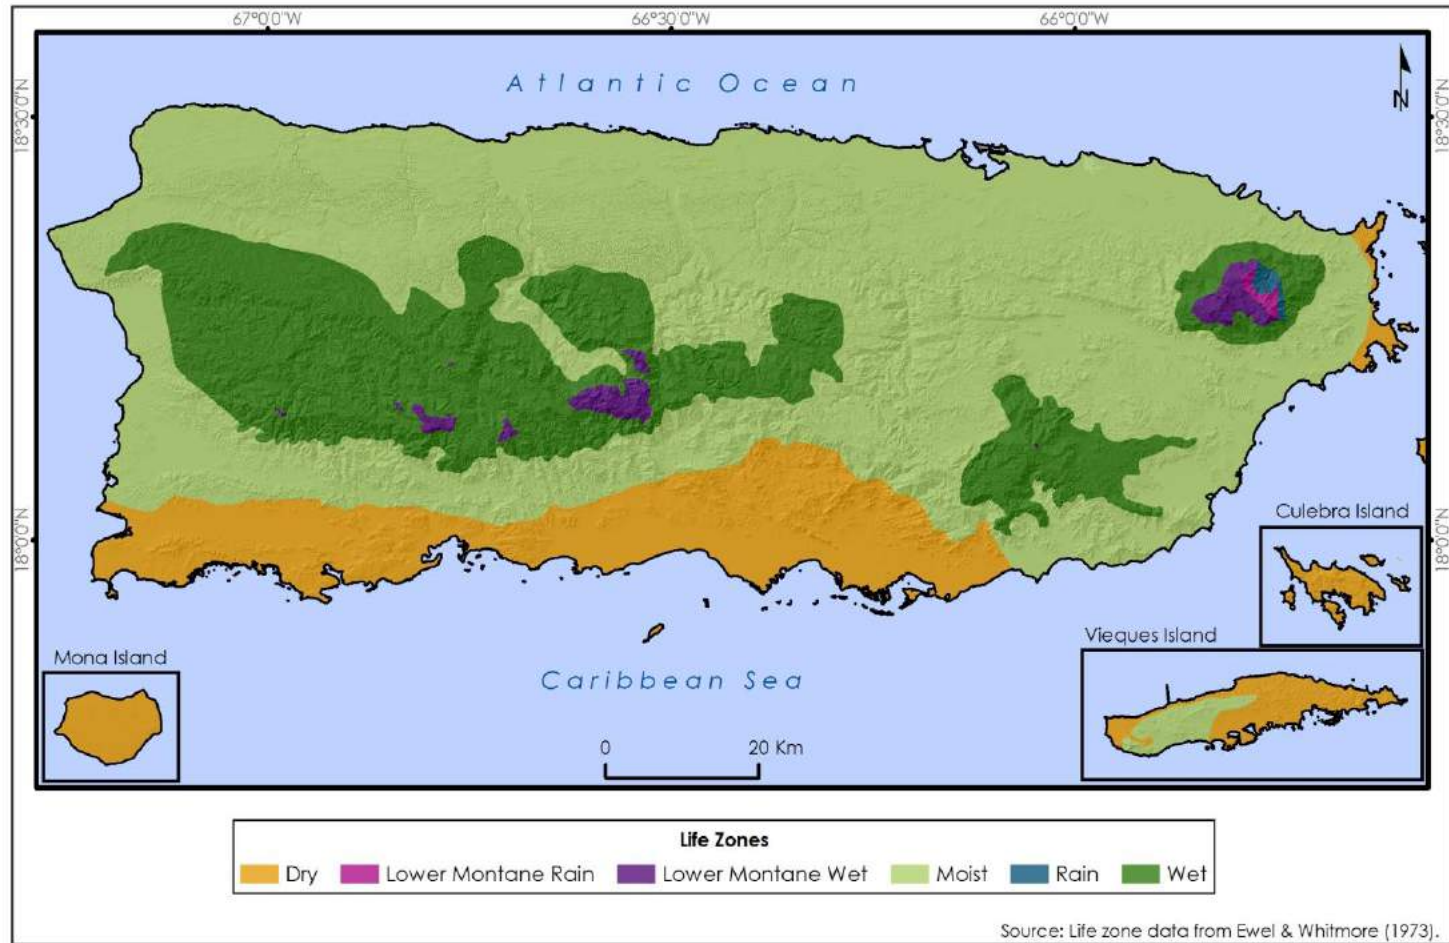 67°0'0"W 66°30'0"W 66°0'0"W
Atlantic Ocean
N
18°30'0"N 18°30'0"N
18°0'0"N 18°0'0"N
Culebra Island
Vieques Island
Mona Island
Caribbean Sea
0 20 Km
Life Zones
Dry Lower Montane Rain Lower Montane Wet Moist Rain Wet
Source: Life zone data from Ewel & Whitmore (1973).